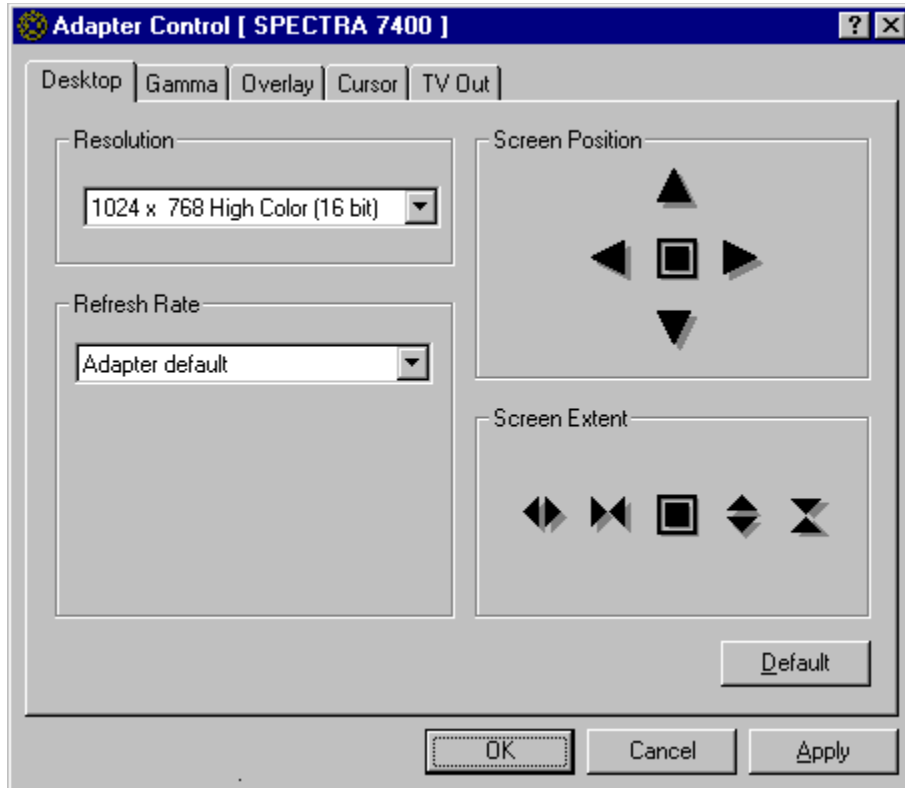 Adapter Control [ SPECTRA 7400 ]
Desktop Gamma Overlay Cursor TV Out
Resolution
1024 x 768 High Color (16 bit)
Refresh Rate
Adapter default
Screen Position
Screen Extent
Default
OK Cancel Apply